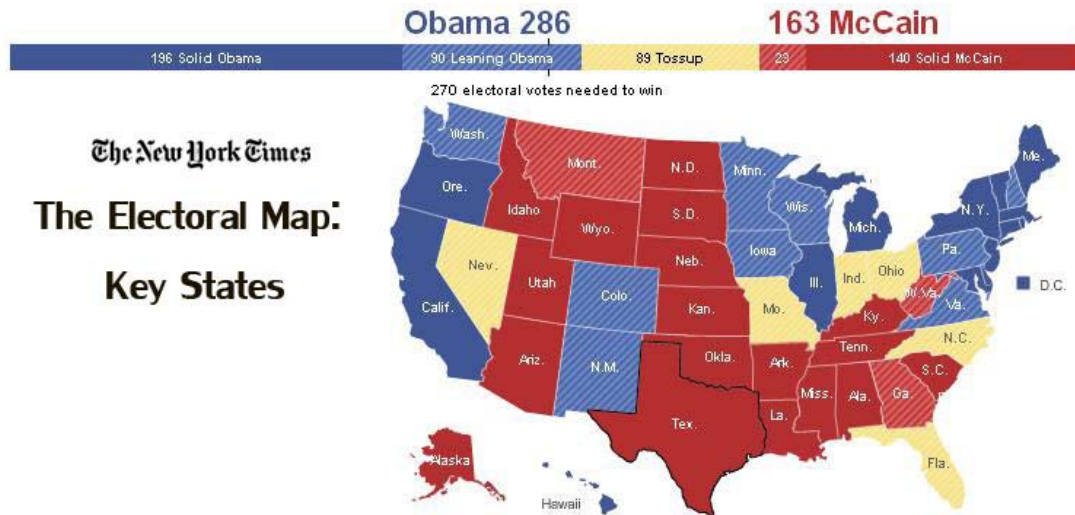 Obama 286
163 McCain
196 Solid Obama
90 Leaning Obama
89 Tossup
23
140 Solid McCain
270 electoral votes needed to win
The New York Times
The Electoral Map:
Key States
Wash.
Mont.
N.D.
Minn.
Me.
Ore.
Idaho
S.D.
Wis.
N.Y.
Wyo.
Mich.
Iowa
Pa.
Nev.
Neb.
Ohio
Ind.
Utah
Ill.
D.C.
Colo.
W.Va.
Va.
Calif.
Kan.
Mo.
Ky.
N.C.
Tenn.
Ariz.
N.M.
Okla.
Ark.
S.C.
Miss.
Ala.
Ga.
La.
Tex.
Fla.
Alaska
Hawaii